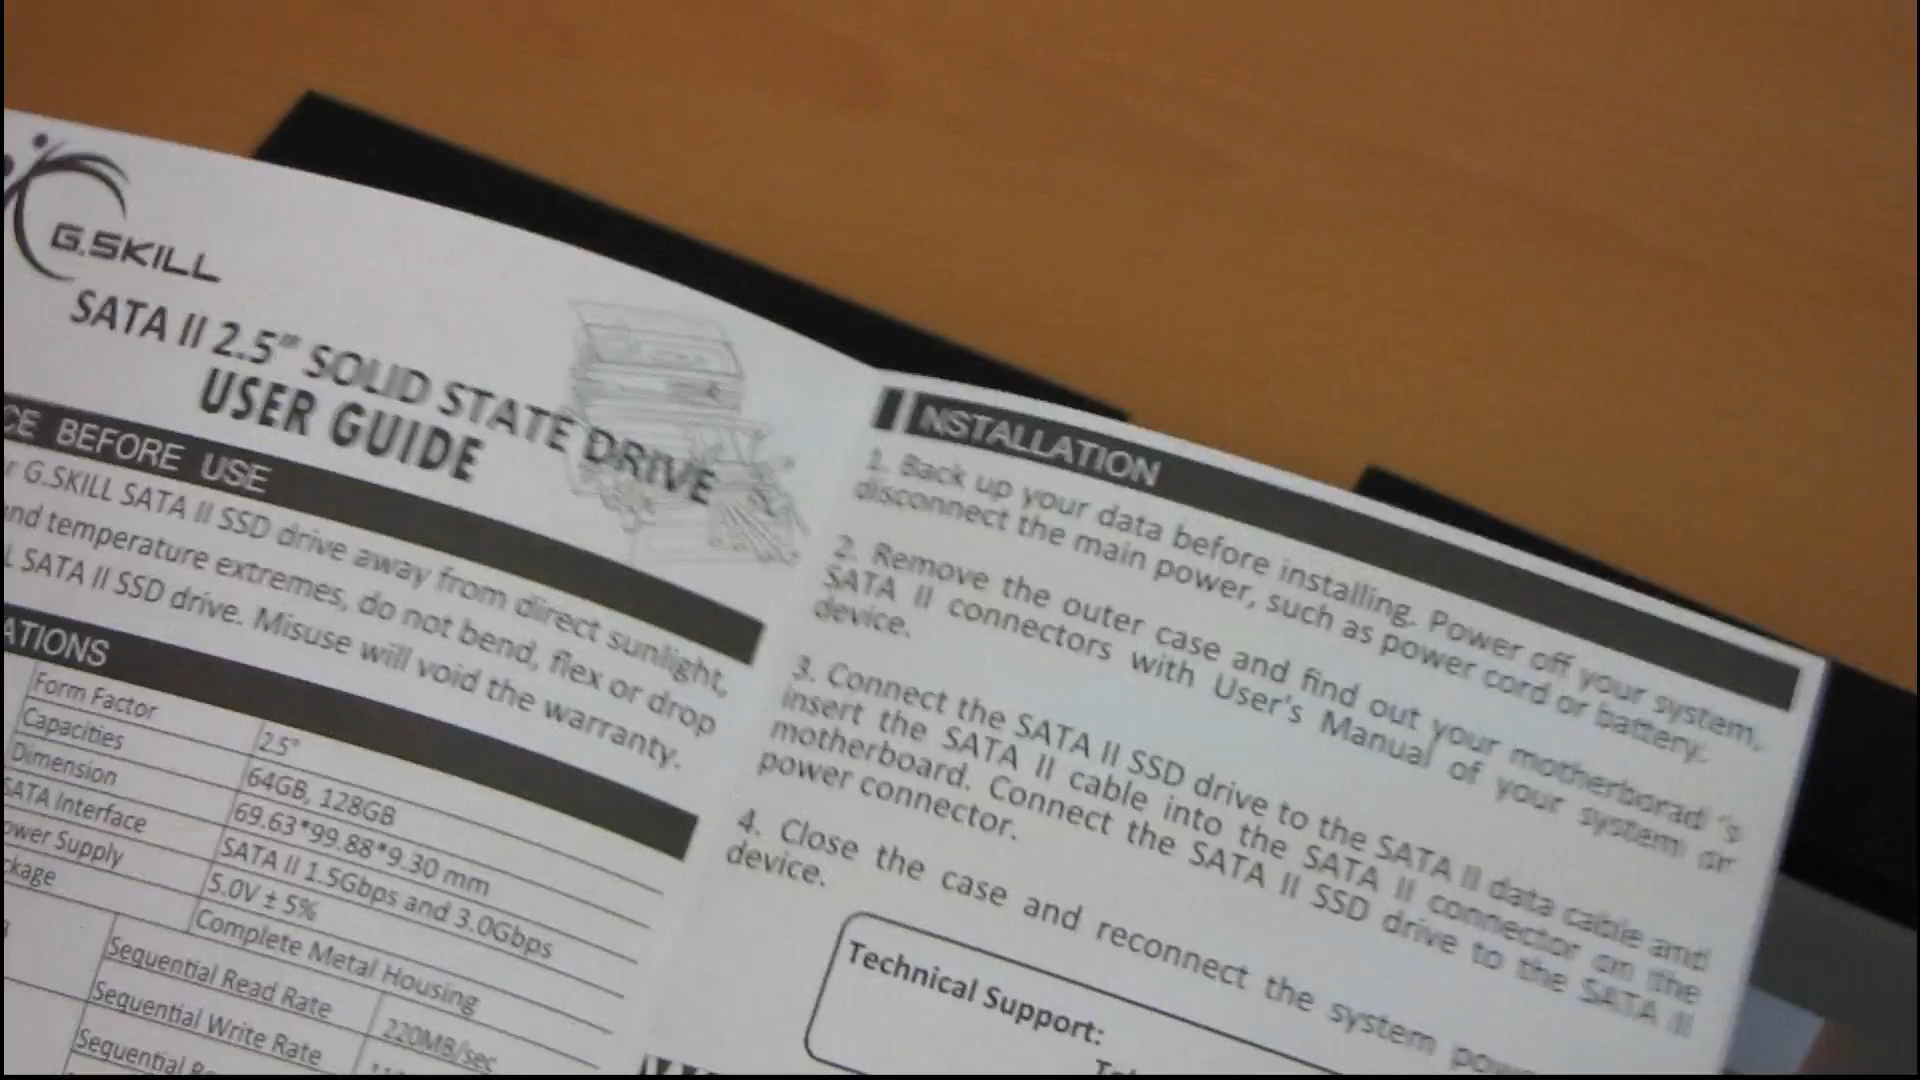 G.SKILL
SATA II 2.5" SOLID STATE DRIVE
USER GUIDE
CE BEFORE USE
r G.SKILL SATA II SSD drive away from direct sunlight,
nd temperature extremes, do not bend, flex or drop
L SATA II SSD drive. Misuse will void the warranty.
ATIONS
Form Factor 2.5"
Capacities 64GB, 128GB
Dimension 69.63*99.88*9.30 mm
SATA Interface SATA II 1.5Gbps and 3.0Gbps
ower Supply 5.0V ± 5%
ckage Complete Metal Housing
Sequential Read Rate 220MB/sec
Sequential Write Rate
Sequential
INSTALLATION
1. Back up your data before installing. Power off your system,
disconnect the main power, such as power cord or battery.
2. Remove the outer case and find out your motherborad 's
SATA II connectors with User's Manual of your system or
device.
3. Connect the SATA II SSD drive to the SATA II data cable and
insert the SATA II cable into the SATA II connector on the
motherboard. Connect the SATA II SSD drive to the SATA II
power connector.
4. Close the case and reconnect the system powe
device.
Technical Support: